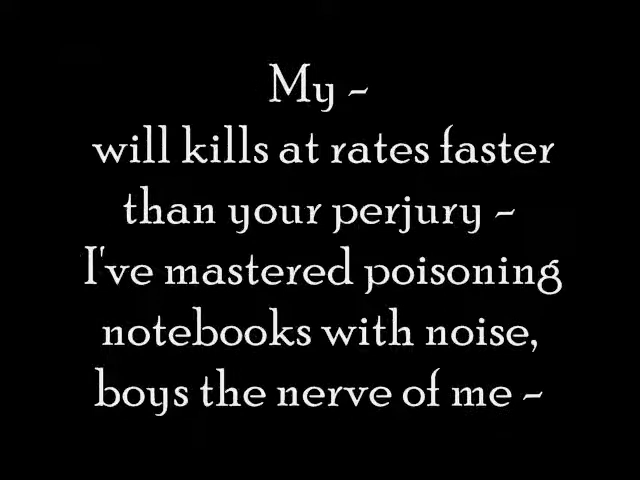 My -
will kills at rates faster
than your perjury -
I've mastered poisoning
notebooks with noise,
boys the nerve of me -